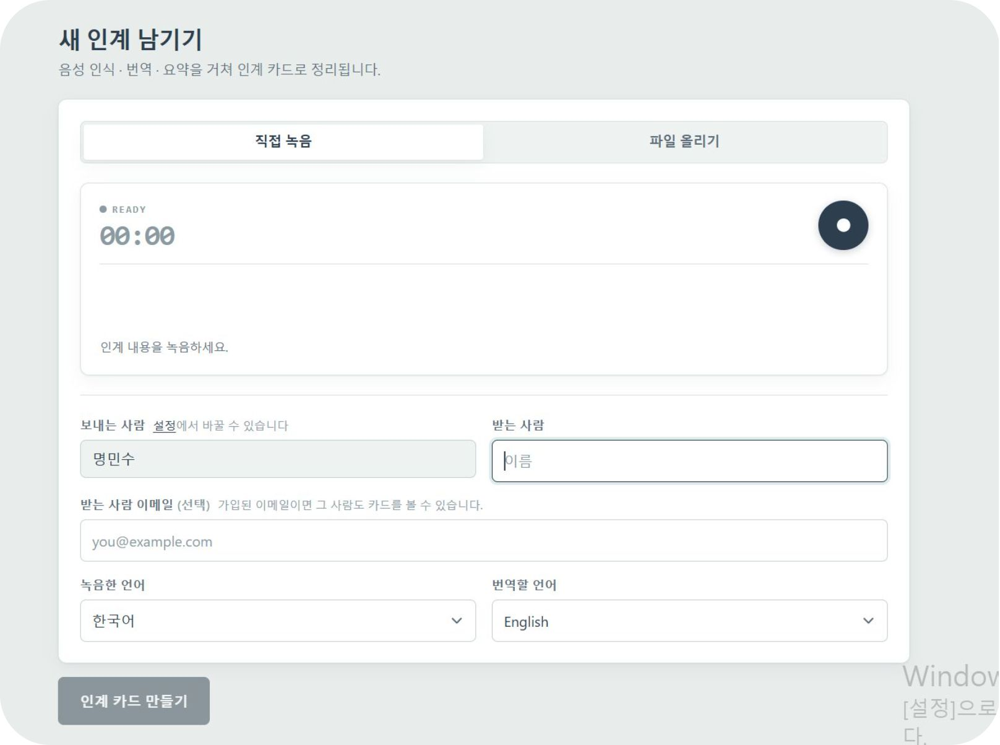 새 인계 남기기
음성 인식 · 번역 · 요약을 거쳐 인계 카드로 정리됩니다.
직접 녹음
파일 올리기
READY
00:00
인계 내용을 녹음하세요.
보내는 사람 설정에서 바꿀 수 있습니다
명민수
받는 사람
이름
받는 사람 이메일 (선택) 가입된 이메일이면 그 사람도 카드를 볼 수 있습니다.
you@example.com
녹음한 언어
한국어
번역할 언어
English
인계 카드 만들기
[설정]으로
다.